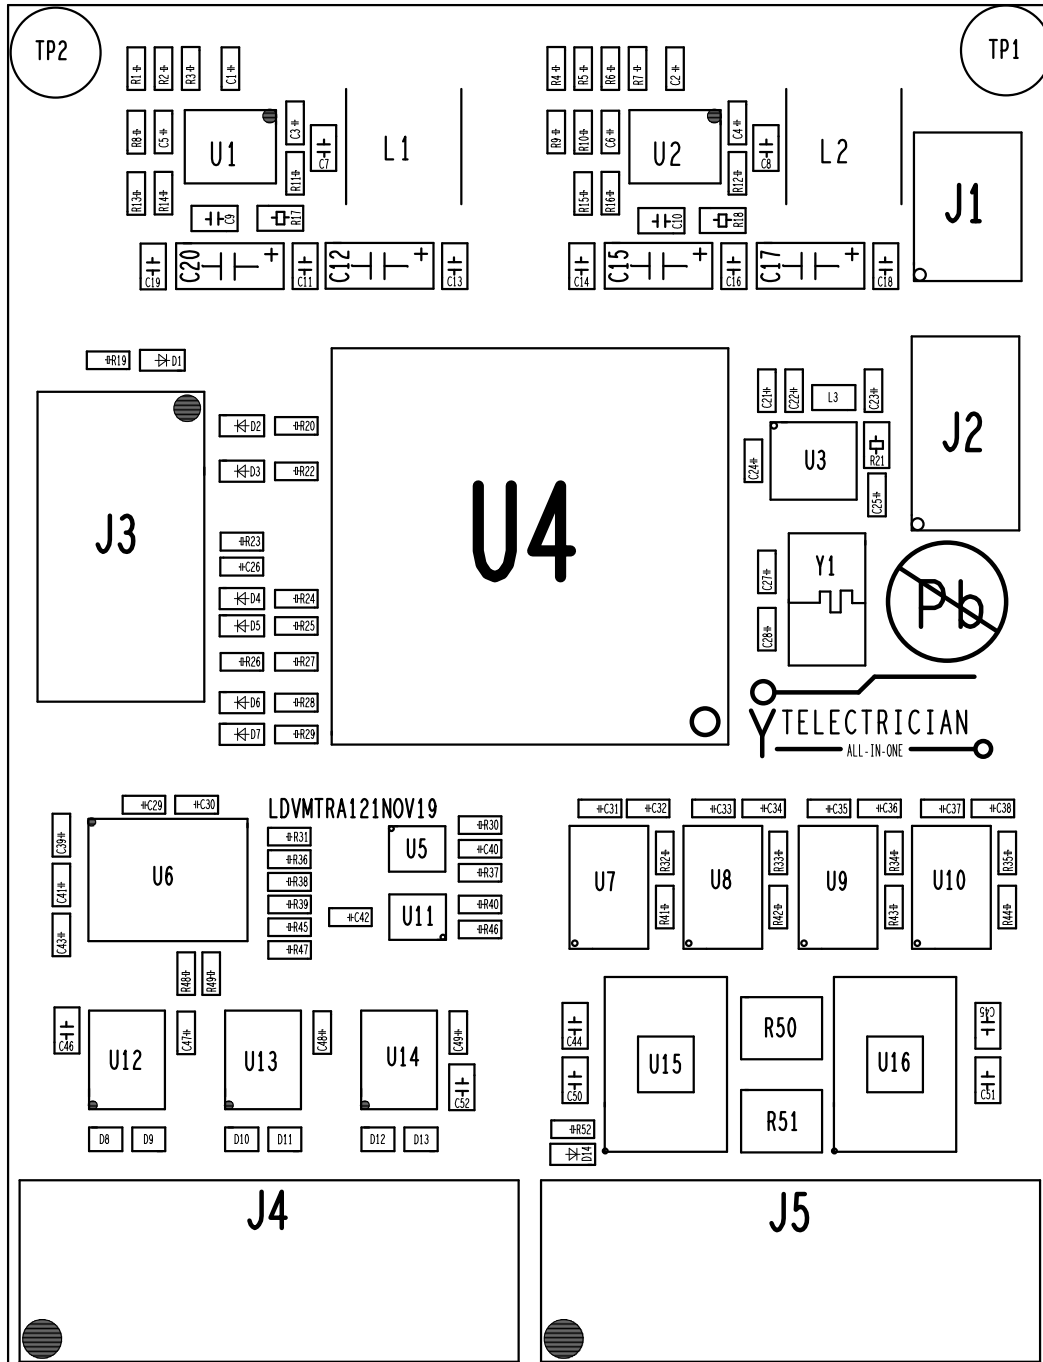 TP2
TP1
R1 R2 R3 C1 R4 R5 R6 R7 C2
R8 C5 U1 C3 C7 L1 R9 R10 C6 U2 C4 C8 L2
R13 R14 R11 R15 R16 R12 J1
C9 R17 C10 R18
C19 C20 + C11 C12 + C13 C14 C15 + C16 C17 + C18
R19 D1
C21 C22 L3 C23
D2 R20
J2
D3 R22 C24 U3 R21
C25
J3 U4
R23
C26 C27 Y1
D4 R24 Pb
D5 R25 C28
R26 R27
D6 R28
TELECTRICIAN
D7 R29
ALL-IN-ONE
C29 C30 LDVMTRA121NOV19 C31 C32 C33 C34 C35 C36 C37 C38
R30
C39 R31 U5 C40 R32 R33 R34 R35
R36 R37
C41 U6 R38 U7 U8 U9 U10
R39 R40
C42 U11 R41 R42 R43 R44
C43 R45 R46
R47
R48 R49
C46 C47 C48 C49 C44 R50 C45
U12 U13 U14 U15 U16
C52 C50 C51
R51
D8 D9 D10 D11 D12 D13 R52
D14
J4 J5